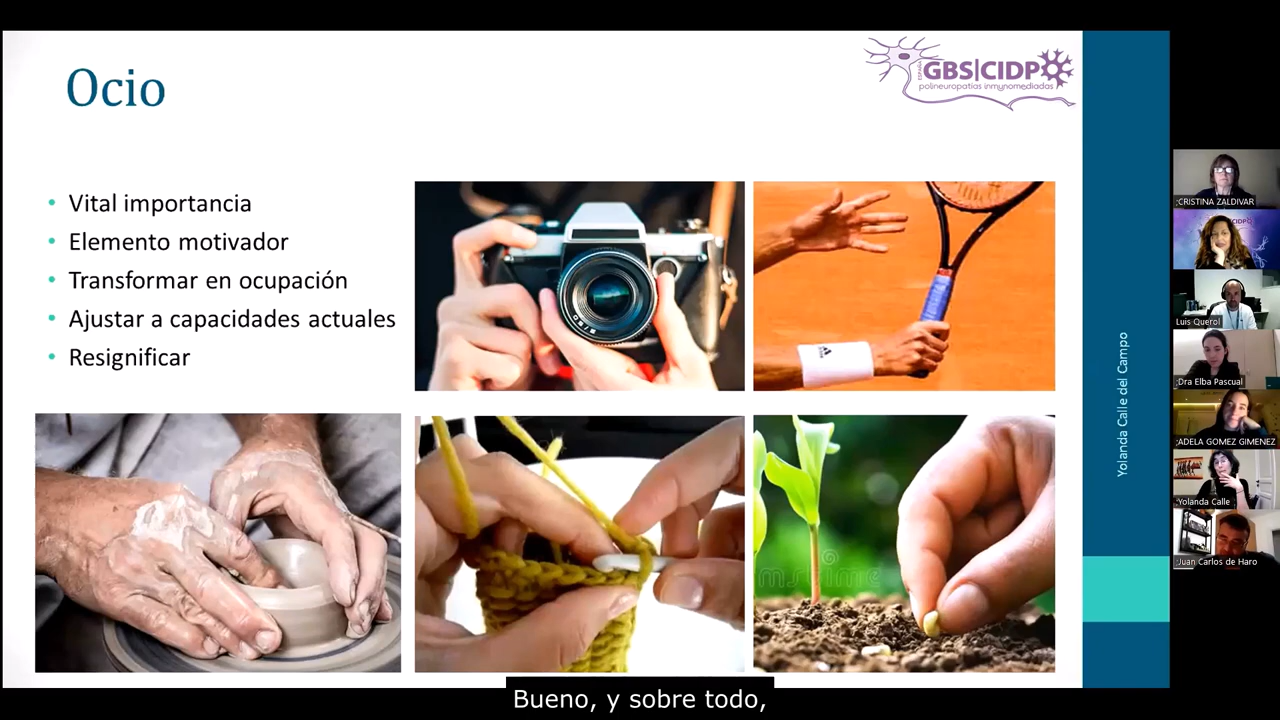 Ocio
ESPAÑA
GBS|CIDP
polineuropatías inmunomediadas
• Vital importancia
• Elemento motivador
• Transformar en ocupación
• Ajustar a capacidades actuales
• Resignificar
Yolanda Calle del Campo
CRISTINA ZALDIVAR
Luis Querol
Dra Elba Pascual
ADELA GOMEZ GIMENEZ
Yolanda Calle
Juan Carlos de Haro
Bueno, y sobre todo,